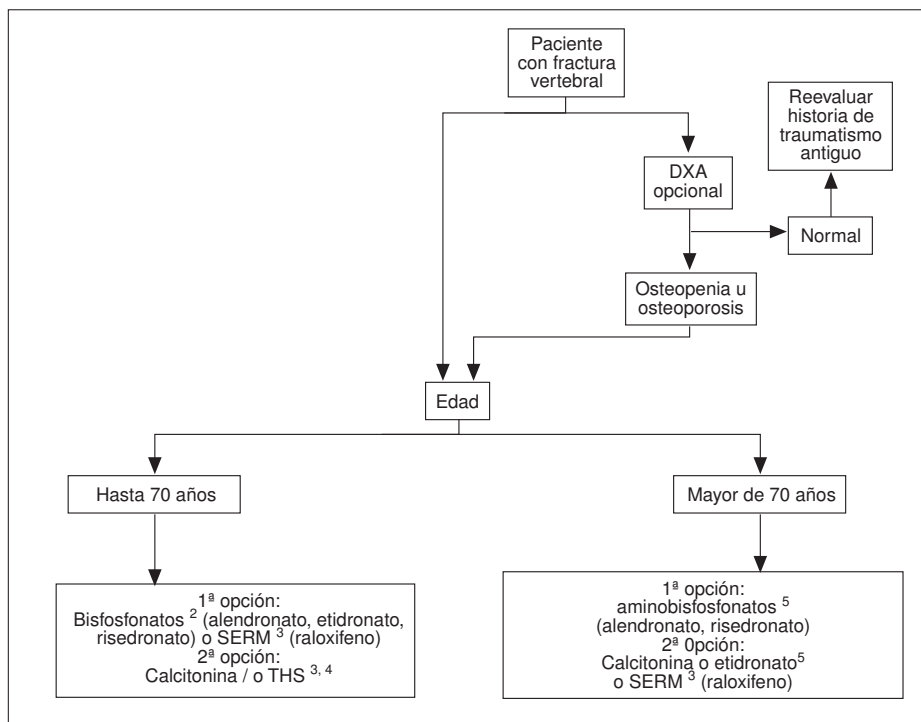 Paciente
con fractura
vertebral
Reevaluar
historia de
traumatismo
antiguo
DXA
opcional
Normal
Osteopenia u
osteoporosis
Edad
Hasta 70 años
Mayor de 70 años
1ª opción:
Bisfosfonatos ² (alendronato, etidronato,
risedronato) o SERM ³ (raloxifeno)
2ª opción:
Calcitonina / o THS ³, ⁴
1ª opción:
aminobisfosfonatos ⁵
(alendronato, risedronato)
2ª 0pción:
Calcitonina o etidronato⁵
o SERM ³ (raloxifeno)